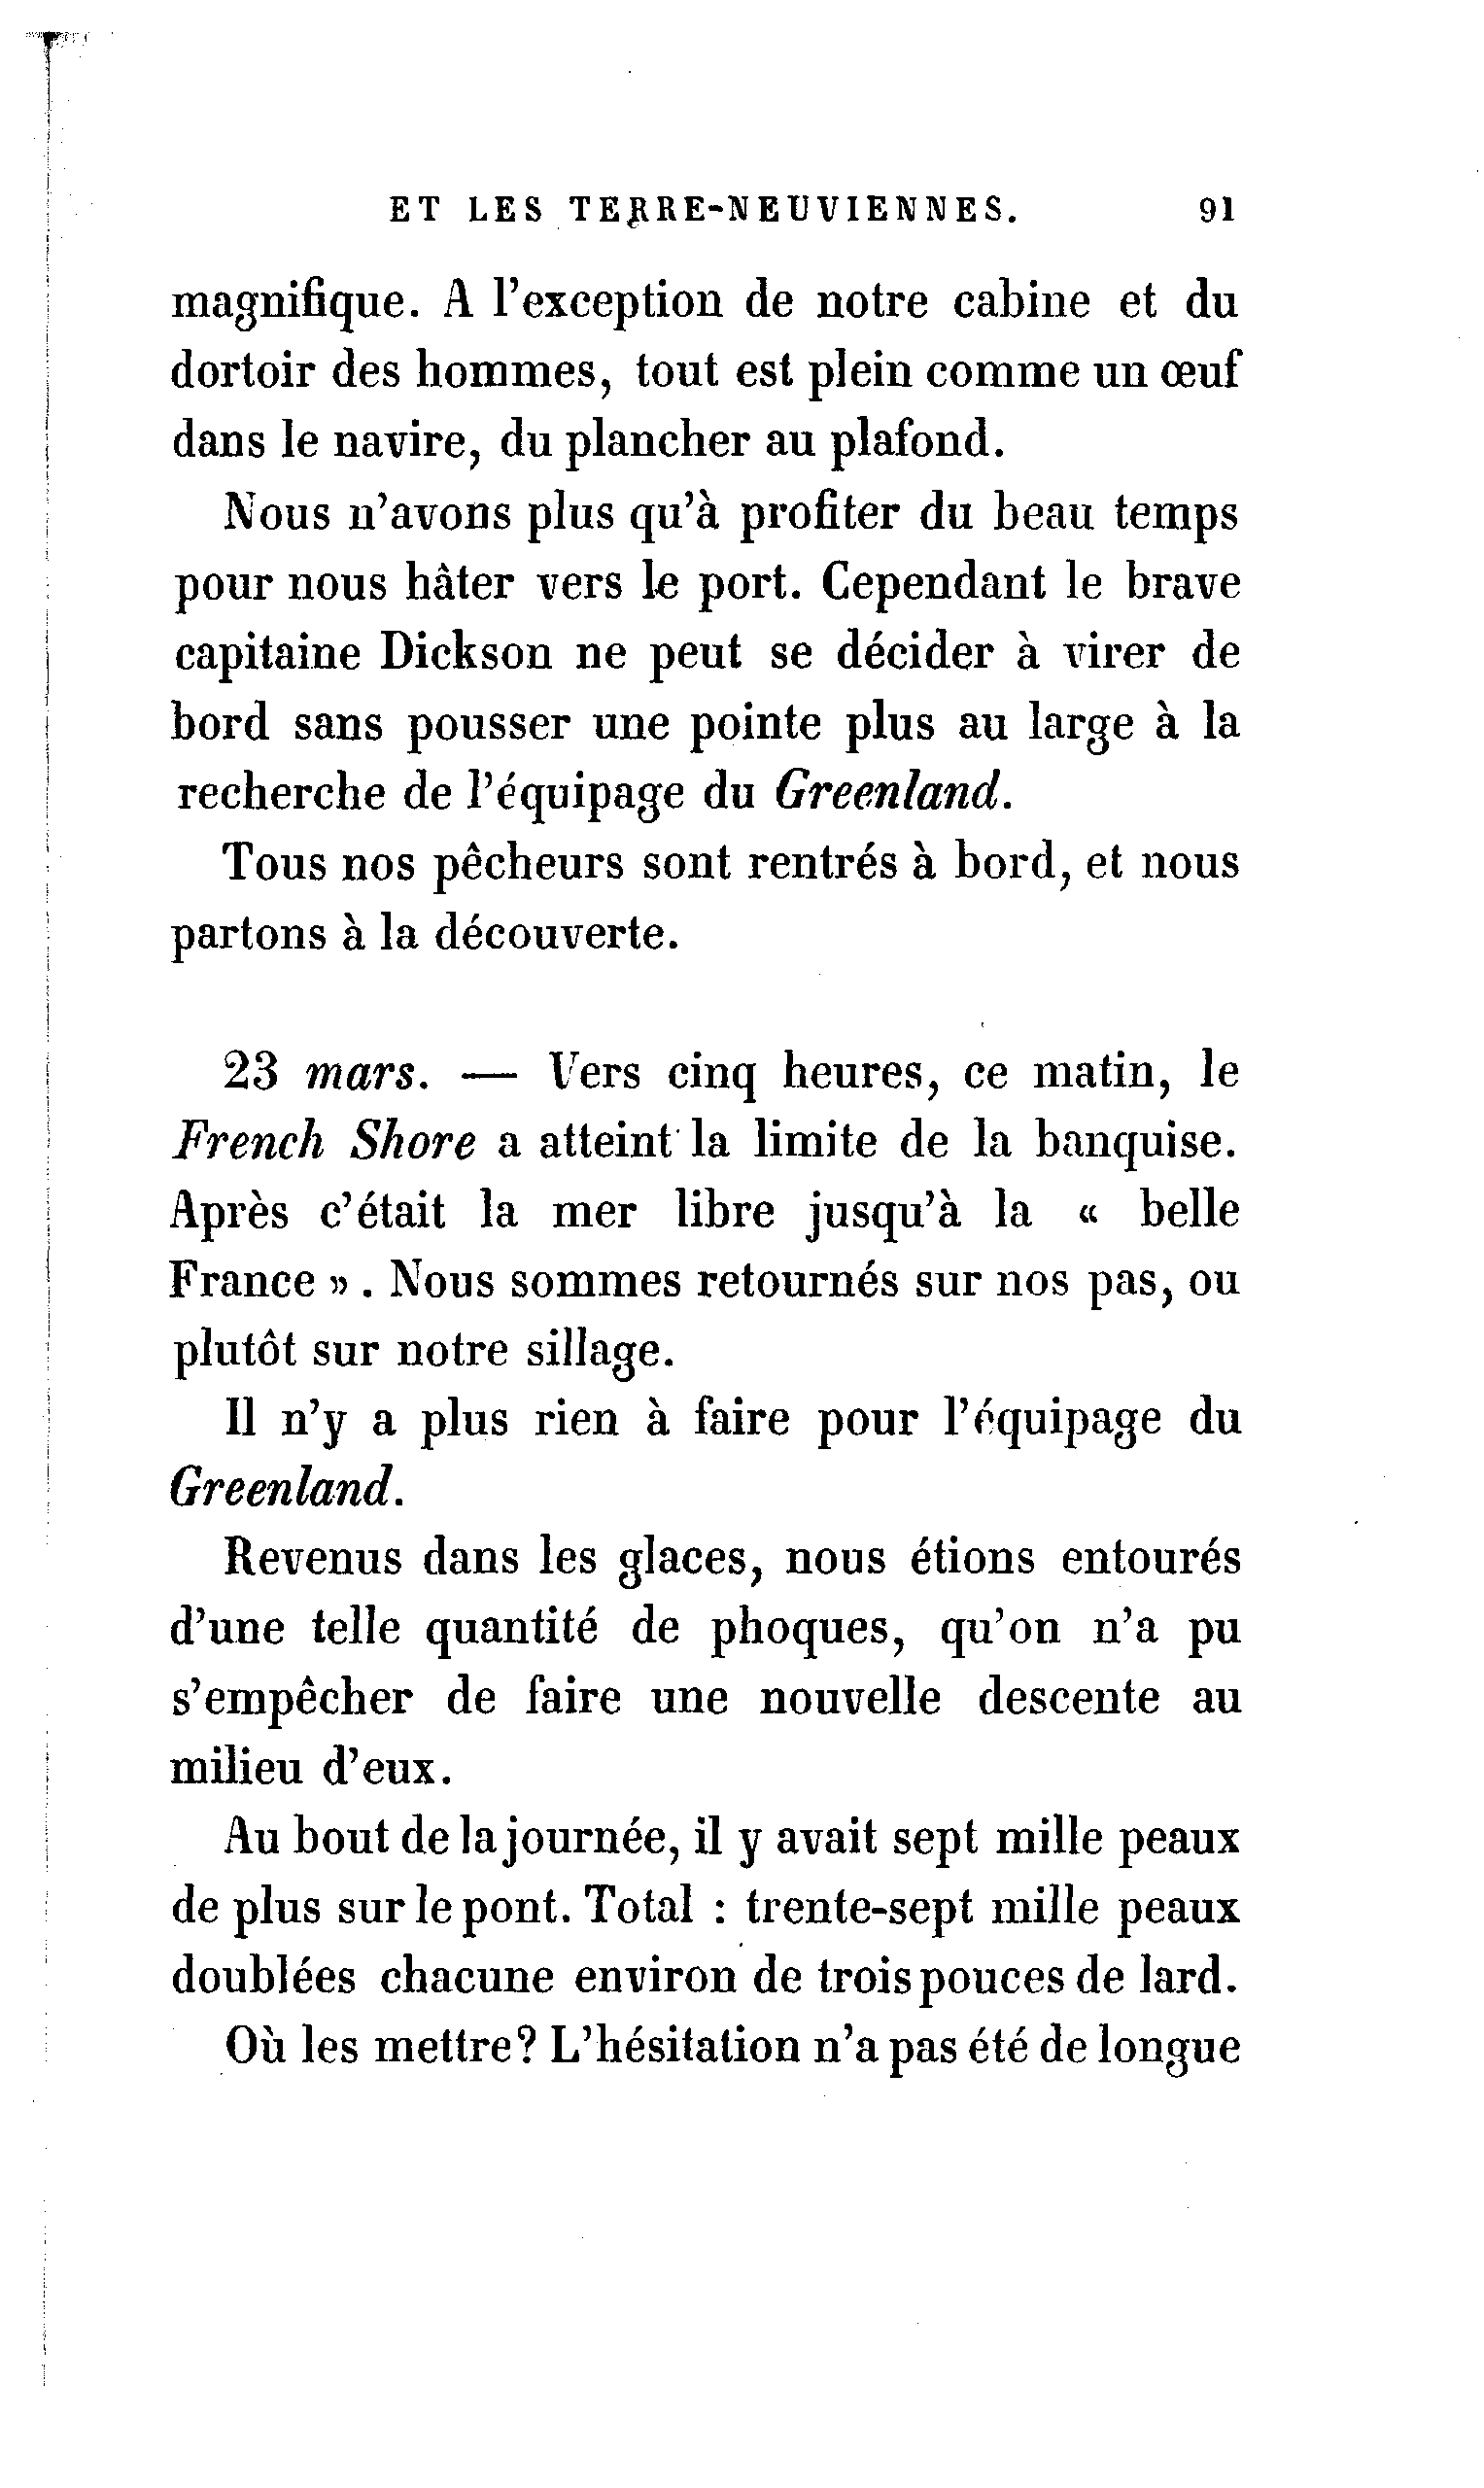 ET LES TERRE-NEUVIENNES. 91
magnifique. A l'exception de notre cabine et du
dortoir des hommes, tout est plein comme un œuf
dans le navire, du plancher au plafond.
Nous n'avons plus qu'à profiter du beau temps
pour nous hâter vers le port. Cependant le brave
capitaine Dickson ne peut se décider à virer de
bord sans pousser une pointe plus au large à la
recherche de l'équipage du Greenland.
Tous nos pêcheurs sont rentrés à bord, et nous
partons à la découverte.
23 mars. — Vers cinq heures, ce matin, le
French Shore a atteint la limite de la banquise.
Après c'était la mer libre jusqu'à la « belle
France ». Nous sommes retournés sur nos pas, ou
plutôt sur notre sillage.
Il n'y a plus rien à faire pour l'équipage du
Greenland.
Revenus dans les glaces, nous étions entourés
d'une telle quantité de phoques, qu'on n'a pu
s'empêcher de faire une nouvelle descente au
milieu d'eux.
Au bout de la journée, il y avait sept mille peaux
de plus sur le pont. Total : trente-sept mille peaux
doublées chacune environ de trois pouces de lard.
Où les mettre? L'hésitation n'a pas été de longue